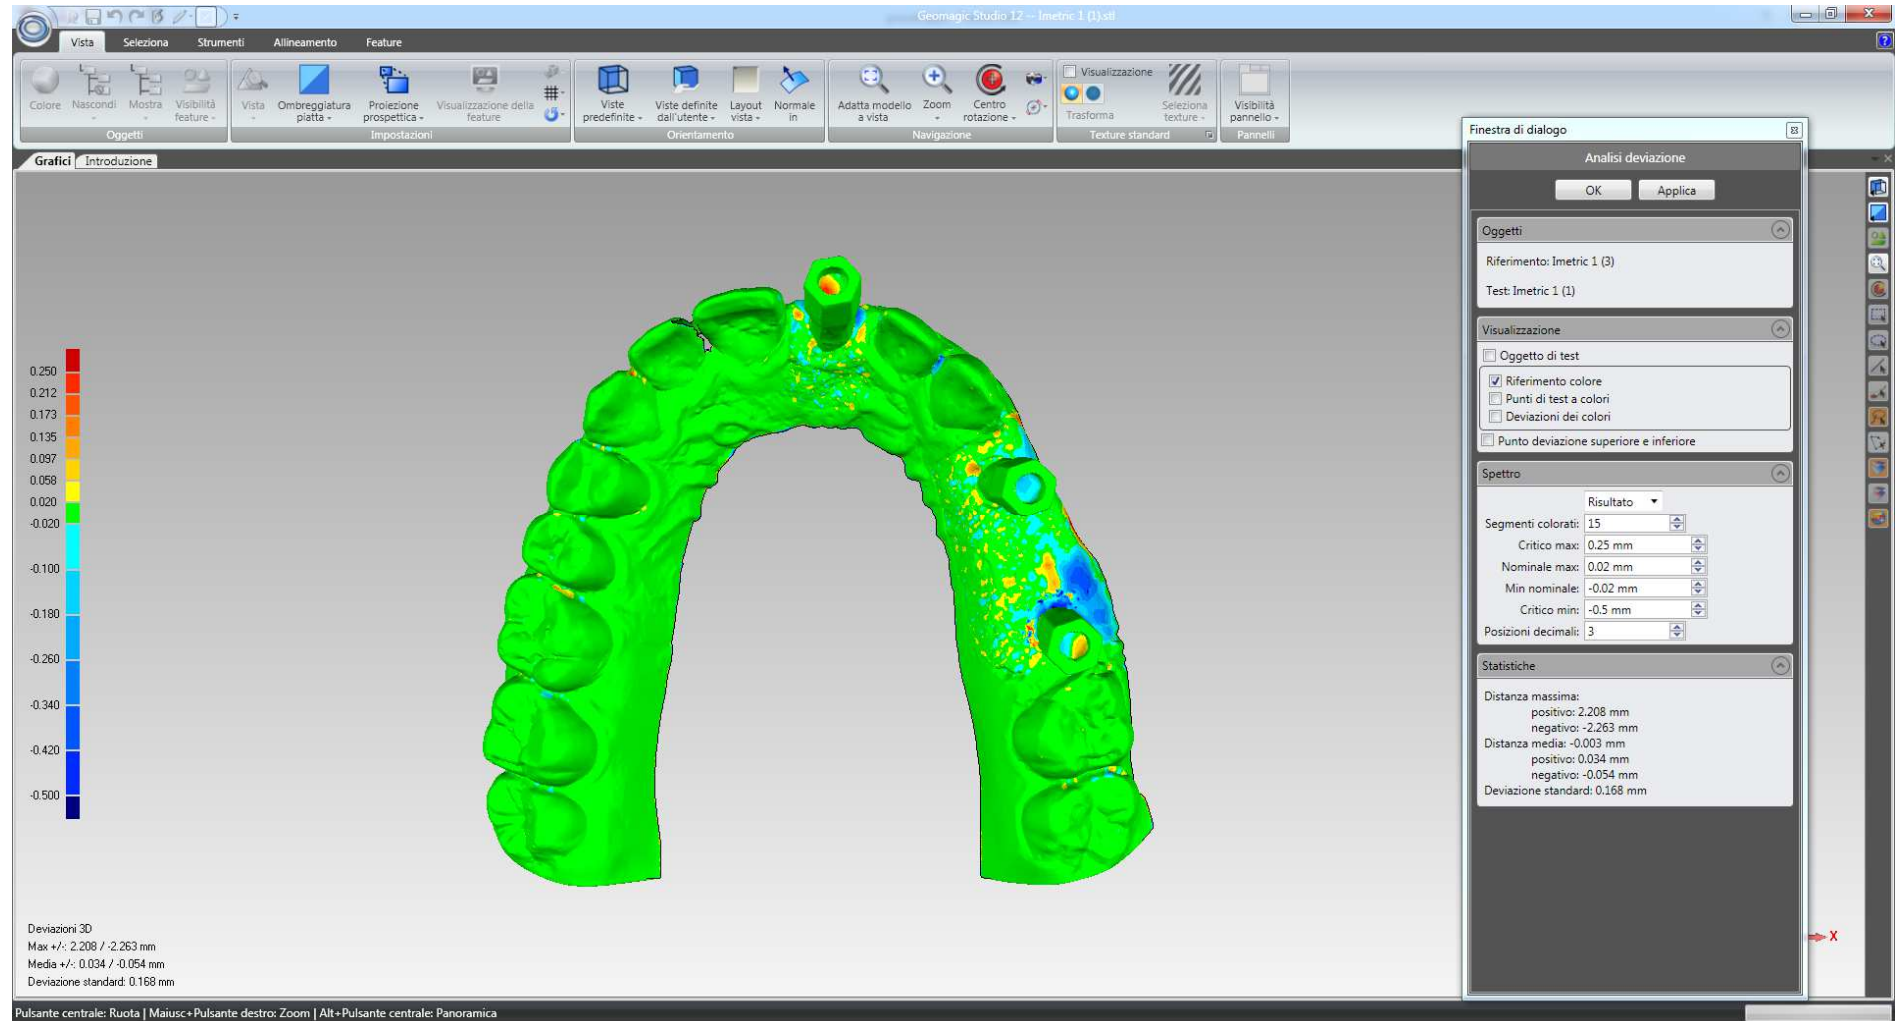 Geomagic Studio 12 -- Imetric 1 (1).stl
Vista Seleziona Strumenti Allineamento Feature
Colore Nascondi Mostra Visibilità feature
Oggetti
Vista Ombreggiatura piatta Proiezione prospettica Visualizzazione della feature
Impostazioni
Viste predefinite Viste definite dall'utente Layout vista Normale in
Orientamento
Adatta modello a vista Zoom Centro rotazione
Navigazione
Visualizzazione
Trasforma Seleziona texture
Texture standard
Visibilità pannello
Pannelli
Grafici Introduzione
0.250
0.212
0.173
0.135
0.097
0.058
0.020
-0.020
-0.100
-0.180
-0.260
-0.340
-0.420
-0.500
Deviazioni 3D
Max +/-: 2.208 / -2.263 mm
Media +/-: 0.034 / -0.054 mm
Deviazione standard: 0.168 mm
X
Finestra di dialogo
Analisi deviazione
OK Applica
Oggetti
Riferimento: Imetric 1 (3)
Test: Imetric 1 (1)
Visualizzazione
Oggetto di test
Riferimento colore
Punti di test a colori
Deviazioni dei colori
Punto deviazione superiore e inferiore
Spettro
Risultato
Segmenti colorati: 15
Critico max: 0.25 mm
Nominale max: 0.02 mm
Min nominale: -0.02 mm
Critico min: -0.5 mm
Posizioni decimali: 3
Statistiche
Distanza massima:
positivo: 2.208 mm
negativo: -2.263 mm
Distanza media: -0.003 mm
positivo: 0.034 mm
negativo: -0.054 mm
Deviazione standard: 0.168 mm
Pulsante centrale: Ruota | Maiusc+Pulsante destro: Zoom | Alt+Pulsante centrale: Panoramica